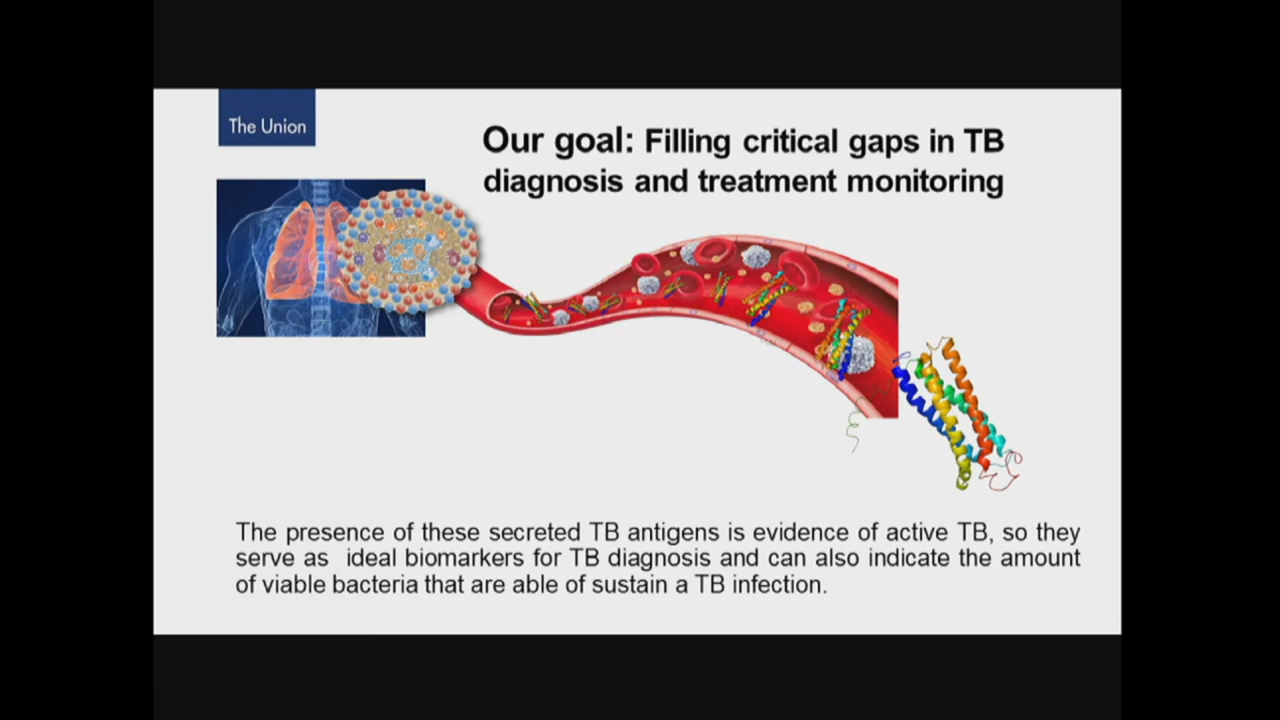 The Union
Our goal: Filling critical gaps in TB
diagnosis and treatment monitoring
The presence of these secreted TB antigens is evidence of active TB, so they
serve as ideal biomarkers for TB diagnosis and can also indicate the amount
of viable bacteria that are able of sustain a TB infection.